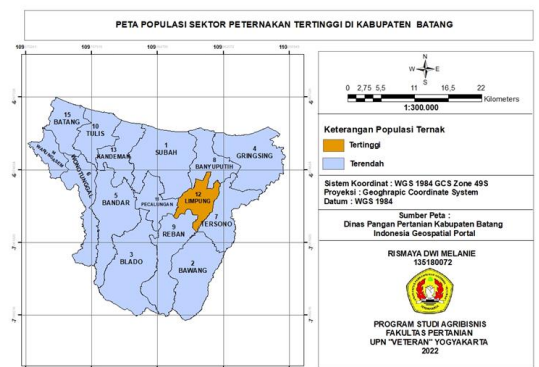 PETA POPULASI SEKTOR PETERNAKAN TERTINGGI DI KABUPATEN BATANG
109
109
109
109
110
N
W E
S
0 2,75 5,5 11 16,5 22
Kilometers
1:300.000
Keterangan Populasi Ternak
Tertinggi
Terendah
Sistem Koordinat : WGS 1984 GCS Zone 49S
Proyeksi : Geographic Coordinate System
Datum : WGS 1984
Sumber Peta :
Dinas Pangan Pertanian Kabupaten Batang
Indonesia Geospatial Portal
RISMAYA DWI MELANIE
135180072
PROGRAM STUDI AGRIBISNIS
FAKULTAS PERTANIAN
UPN "VETERAN" YOGYAKARTA
2022
15
BATANG
10
TULIS
13
KANDEMAN
1
SUBAH
8
BANYUPUTIH
4
GRINGSING
14
WARUNGASEM
6
WONOTUNGGAL
5
BANDAR
11
PECALUNGAN
12
LIMPUNG
7
TERSONO
9
REBAN
3
BLADO
2
BAWANG